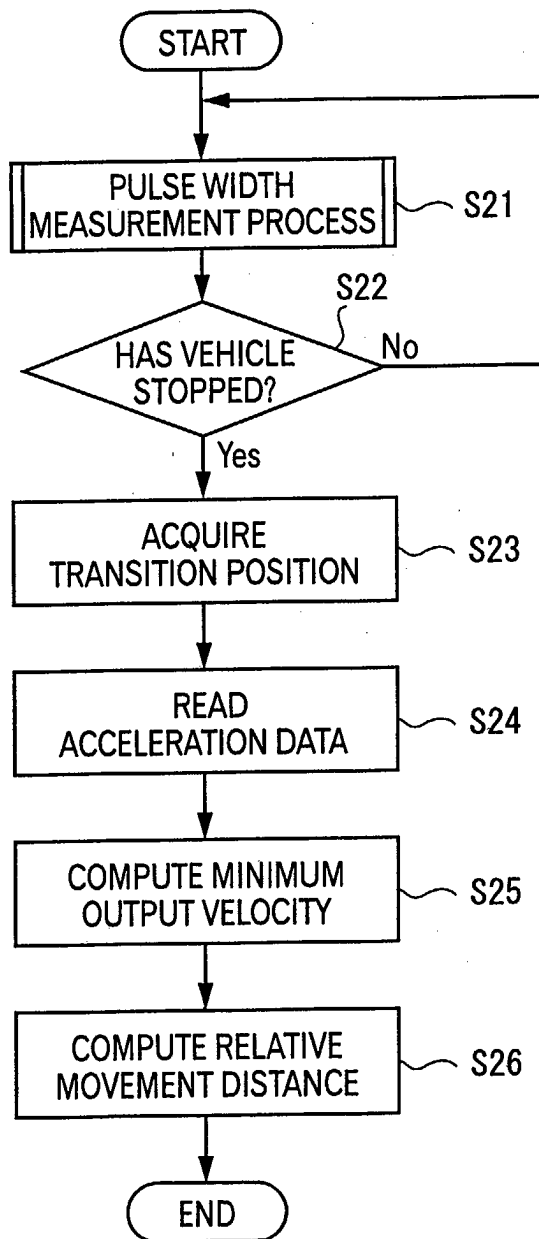 START
PULSE WIDTH
MEASUREMENT PROCESS
S21
S22
HAS VEHICLE
STOPPED?
No
Yes
ACQUIRE
TRANSITION POSITION
S23
READ
ACCELERATION DATA
S24
COMPUTE MINIMUM
OUTPUT VELOCITY
S25
COMPUTE RELATIVE
MOVEMENT DISTANCE
S26
END